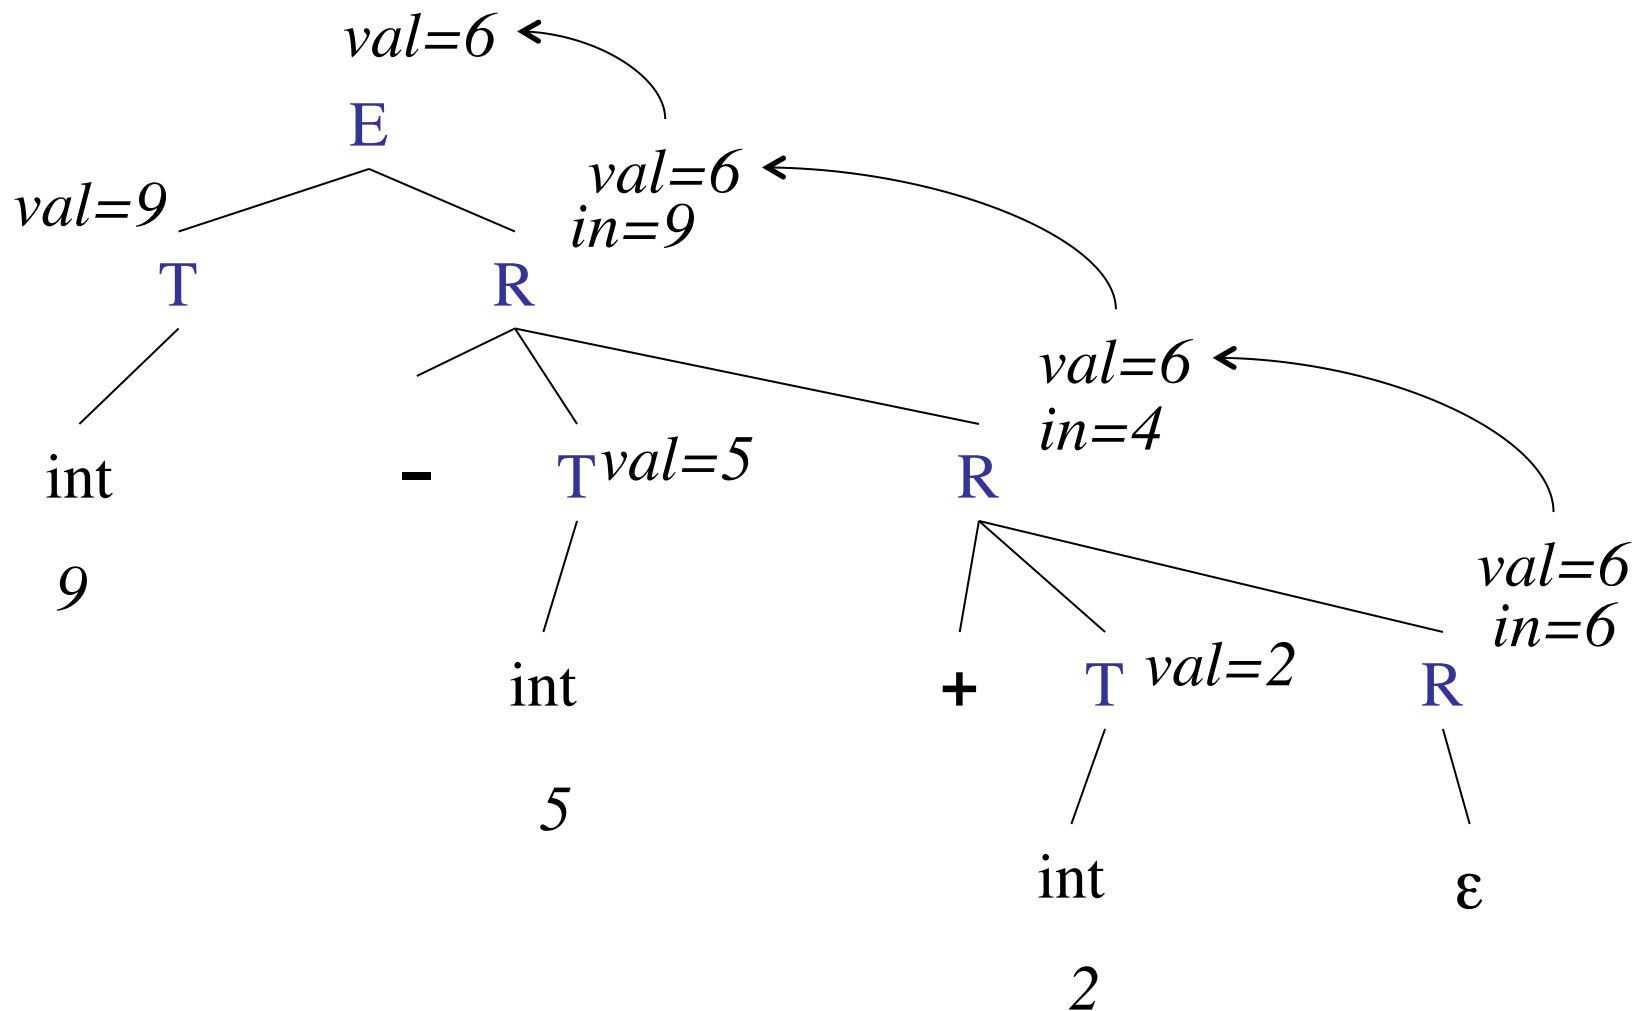 val=6
E
val=6
val=9
in=9
T R
val=6
in=4
int - T val=5 R
val=6
9
in=6
int + T val=2 R
5
int ε
2